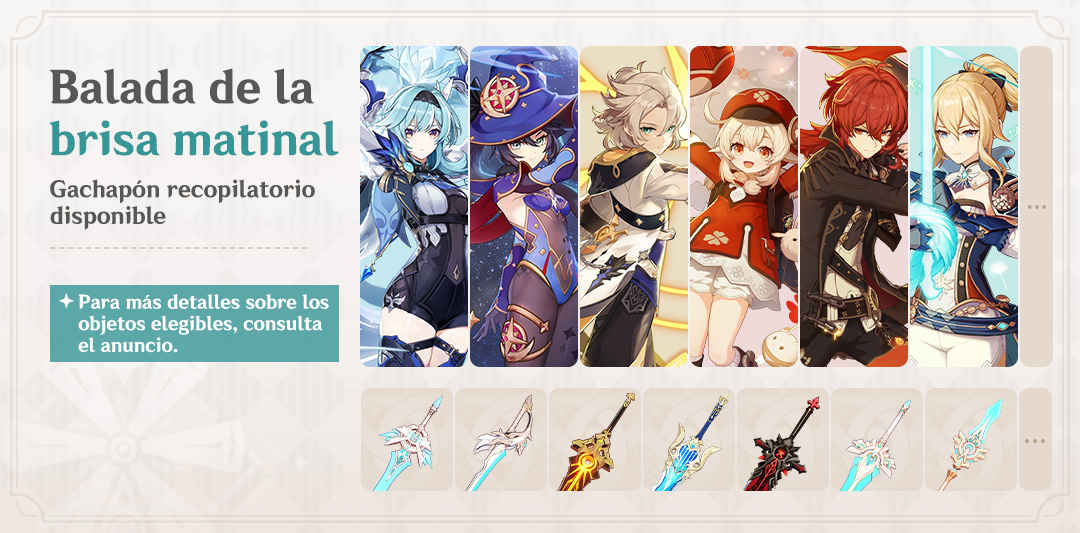 Balada de la
brisa matinal
Gachapón recopilatorio
disponible
Para más detalles sobre los
objetos elegibles, consulta
el anuncio.